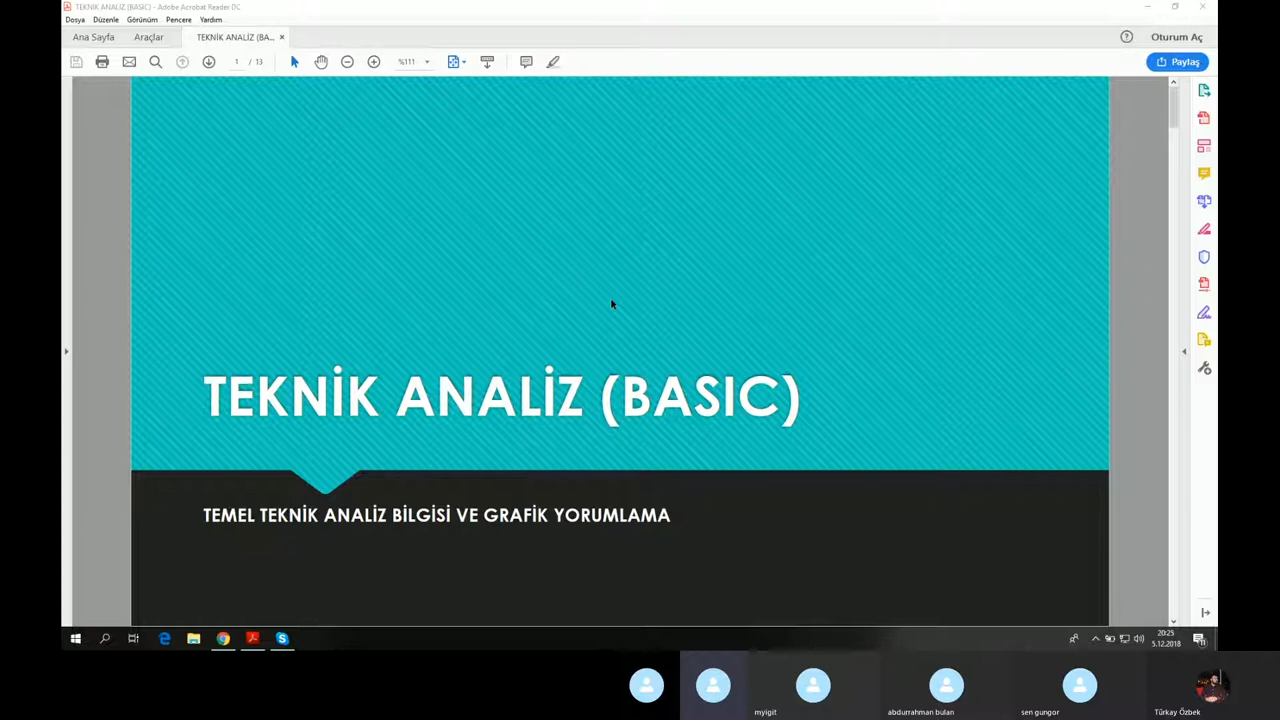 TEKNİK ANALİZ (BASIC) - Adobe Acrobat Reader DC
Dosya Düzenle Görünüm Pencere Yardım
Ana Sayfa Araçlar TEKNİK ANALİZ (BA... ×
Oturum Aç
1 / 13 %111 Paylaş
TEKNİK ANALİZ (BASIC)
TEMEL TEKNİK ANALİZ BİLGİSİ VE GRAFİK YORUMLAMA
20:25
5.12.2018
myigit abdurrahman bulan sen gungor Türkay Özbek